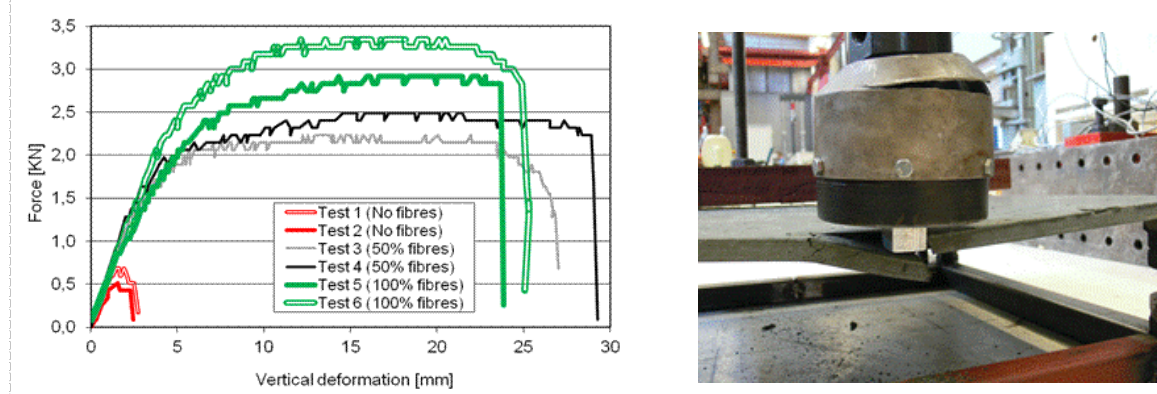 3,5
3,0
2,5
2,0
1,5
1,0
0,5
0,0
Force [KN]
Test 1 (No fibres)
Test 2 (No fibres)
Test 3 (50% fibres)
Test 4 (50% fibres)
Test 5 (100% fibres)
Test 6 (100% fibres)
0 5 10 15 20 25 30
Vertical deformation [mm]